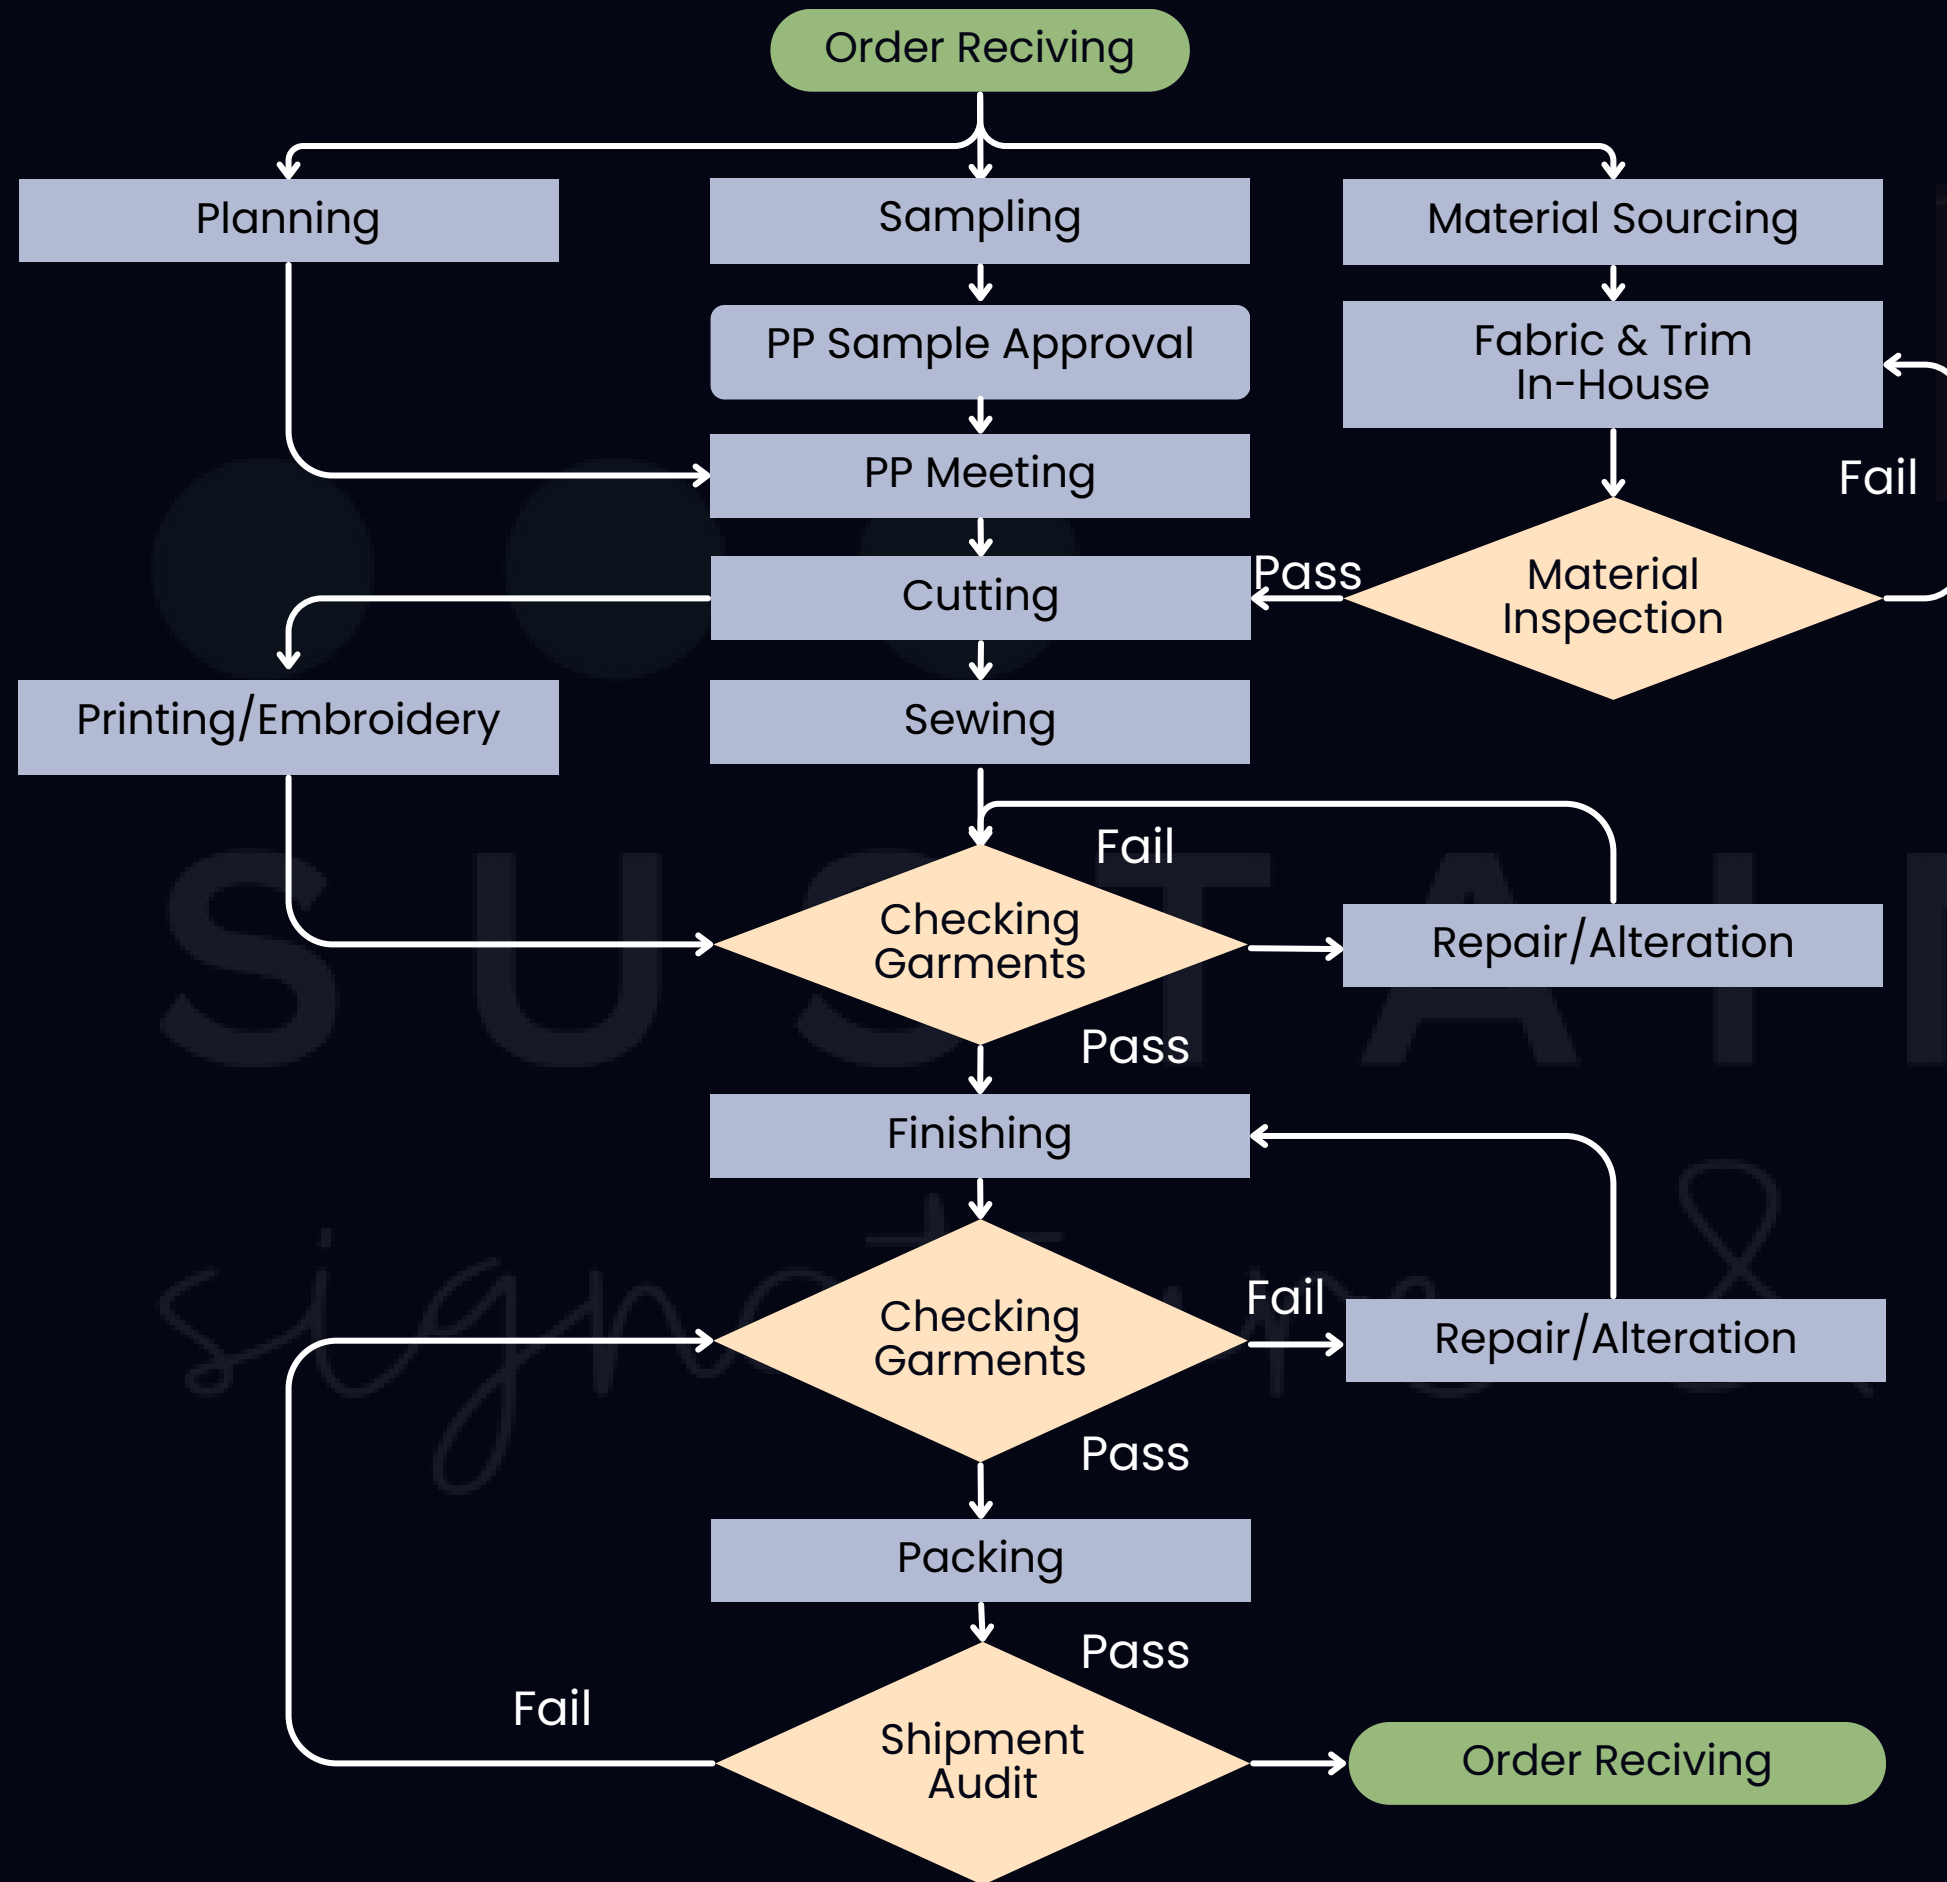 Order Reciving
Planning
Sampling
Material Sourcing
PP Sample Approval
Fabric & Trim
In-House
PP Meeting
Fail
Pass
Cutting
Material
Inspection
Printing/Embroidery
Sewing
Fail
Checking
Garments
Repair/Alteration
Pass
Finishing
Fail
Checking
Garments
Repair/Alteration
Pass
Packing
Pass
Fail
Shipment
Audit
Order Reciving
SUSTAI
signature &